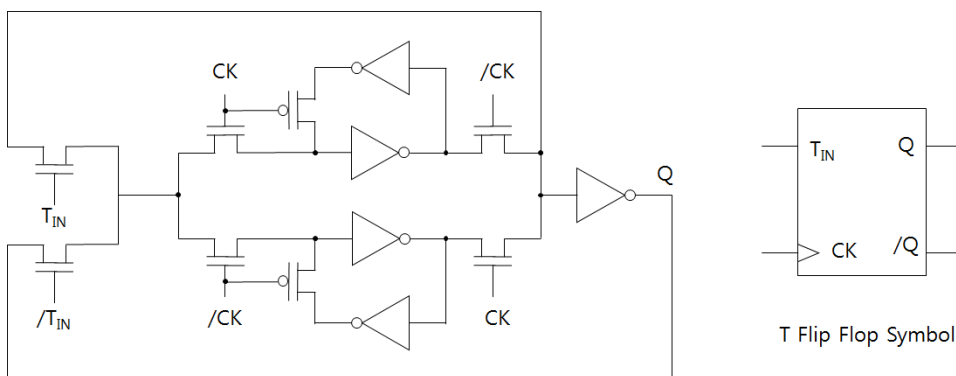 CK
/CK
T_IN
Q
/T_IN
/CK
CK
T_IN
Q
CK
/Q
T Flip Flop Symbol